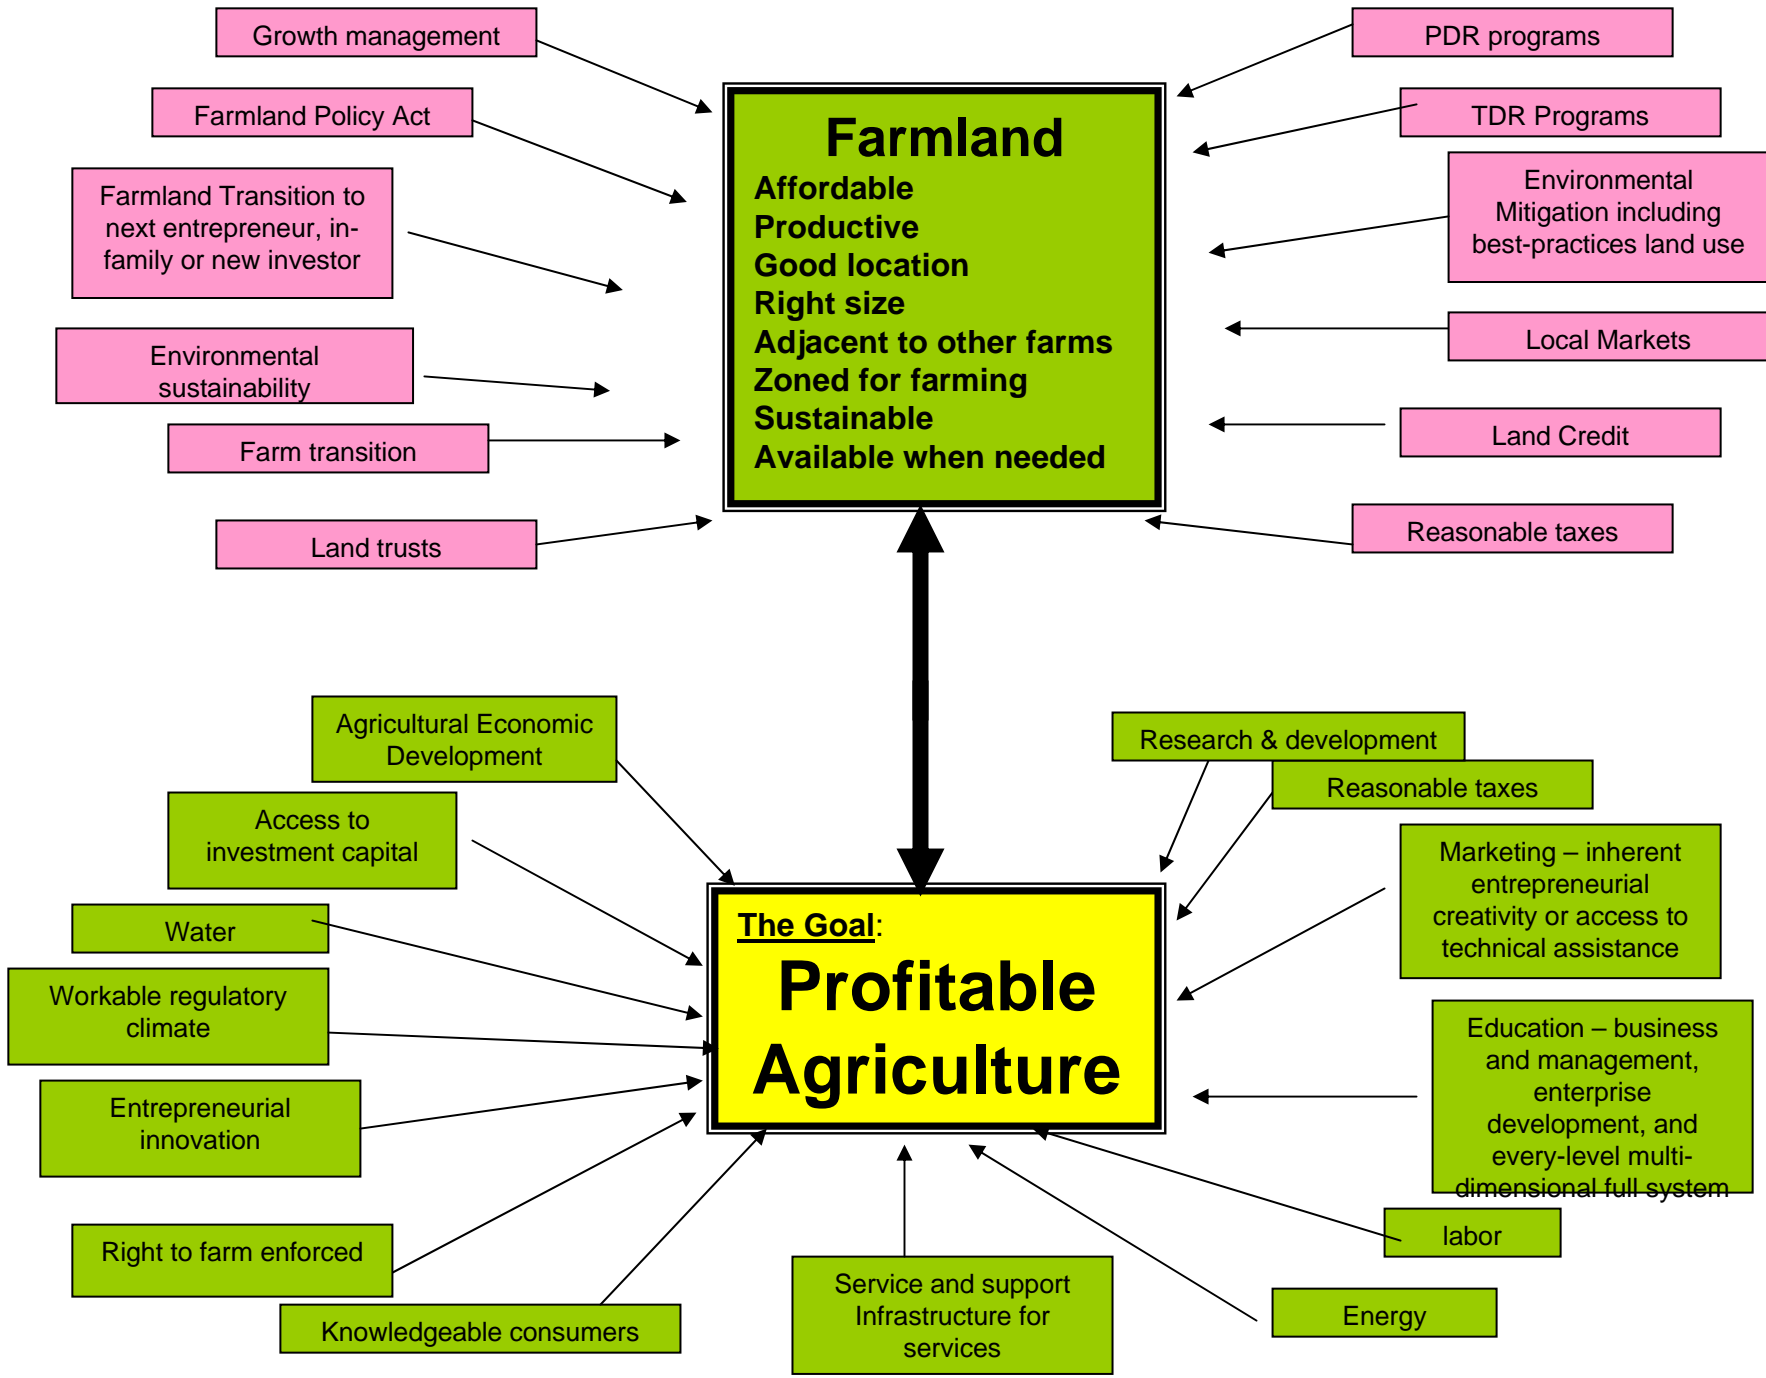 Growth management
PDR programs
Farmland Policy Act
TDR Programs
Farmland Transition to
next entrepreneur, in-
family or new investor
Environmental
Mitigation including
best-practices land use
Environmental
sustainability
Local Markets
Farm transition
Land Credit
Land trusts
Reasonable taxes
Farmland
Affordable
Productive
Good location
Right size
Adjacent to other farms
Zoned for farming
Sustainable
Available when needed
Agricultural Economic
Development
Research & development
Reasonable taxes
Access to
investment capital
Marketing – inherent
entrepreneurial
creativity or access to
technical assistance
Water
The Goal:
Profitable
Agriculture
Workable regulatory
climate
Education – business
and management,
enterprise
development, and
every-level multi-
dimensional full system
Entrepreneurial
innovation
Right to farm enforced
labor
Knowledgeable consumers
Service and support
Infrastructure for
services
Energy